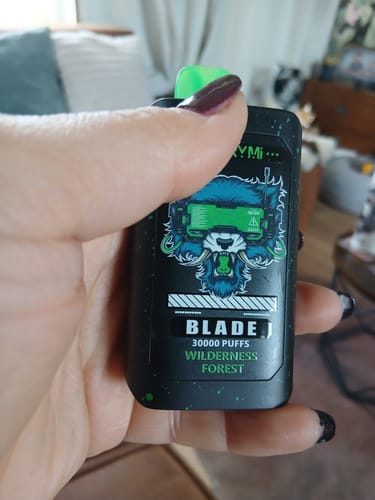 BLADE
30000 PUFFS
WILDERNESS
FOREST